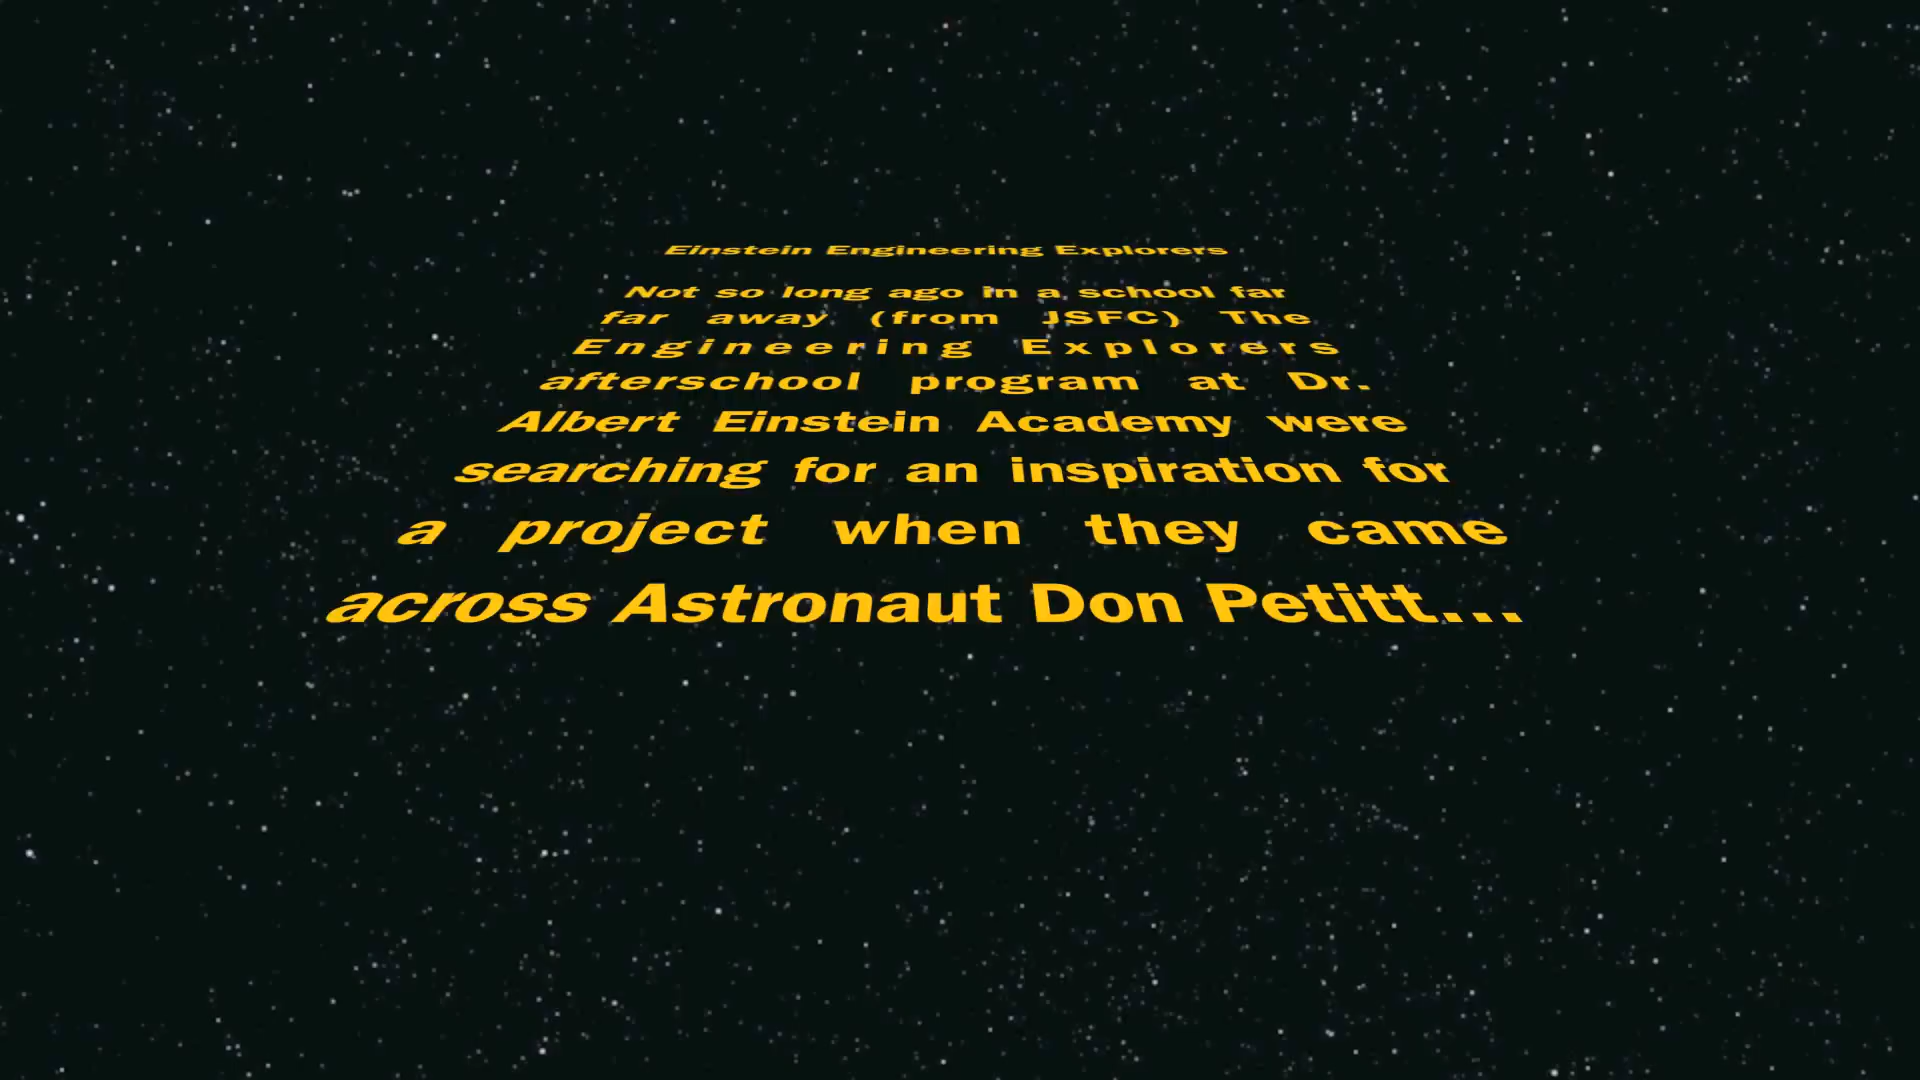 Einstein Engineering Explorers
Not so long ago in a school far
far away (from JSFC) The
Engineering Explorers
afterschool program at Dr.
Albert Einstein Academy were
searching for an inspiration for
a project when they came
across Astronaut Don Petitt...